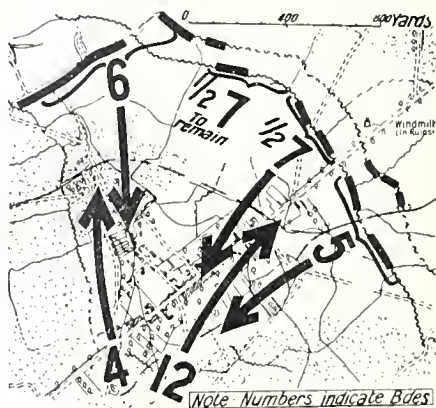 0 400 800 Yards
6
1/2 7
To
remain
1/2 7
Windmill
(in Ruins)
5
4
12
Note Numbers indicate Bdes